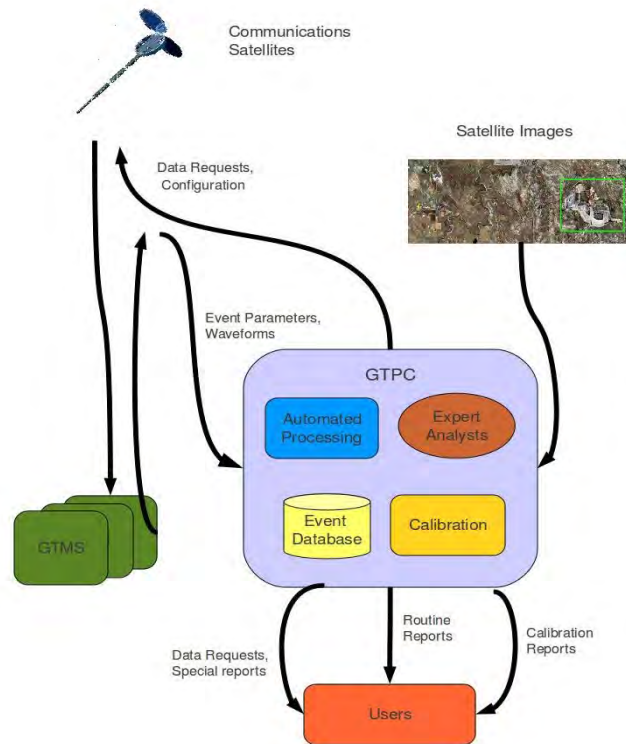 Communications
Satellites
Satellite Images
Data Requests,
Configuration
Event Parameters,
Waveforms
GTPC
Automated
Processing
Expert
Analysts
Event
Database
Calibration
GTMS
Routine
Reports
Calibration
Reports
Data Requests,
Special reports
Users